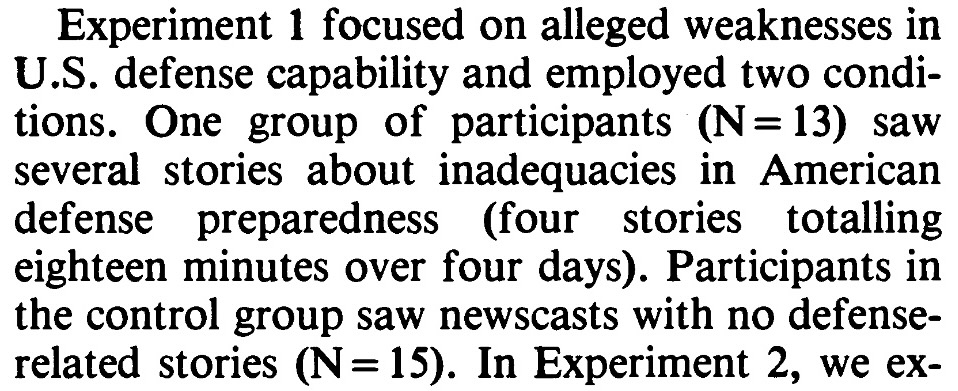 Experiment 1 focused on alleged weaknesses in
U.S. defense capability and employed two condi-
tions. One group of participants (N = 13) saw
several stories about inadequacies in American
defense preparedness (four stories totalling
eighteen minutes over four days). Participants in
the control group saw newscasts with no defense-
related stories (N = 15). In Experiment 2, we ex-